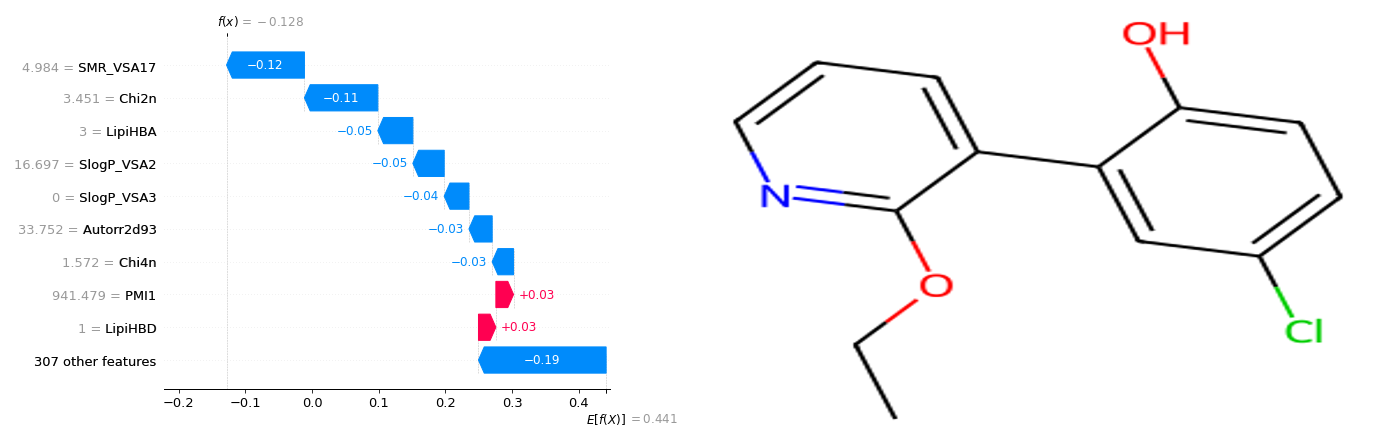 f(x) = −0.128
4.984 = SMR_VSA17
−0.12
3.451 = Chi2n
−0.11
3 = LipiHBA
−0.05
16.697 = SlogP_VSA2
−0.05
0 = SlogP_VSA3
−0.04
33.752 = Autorr2d93
−0.03
1.572 = Chi4n
−0.03
941.479 = PMI1
+0.03
1 = LipiHBD
+0.03
307 other features
−0.19
−0.2 −0.1 0.0 0.1 0.2 0.3 0.4
E[f(X)] = 0.441
OH
N
O
Cl